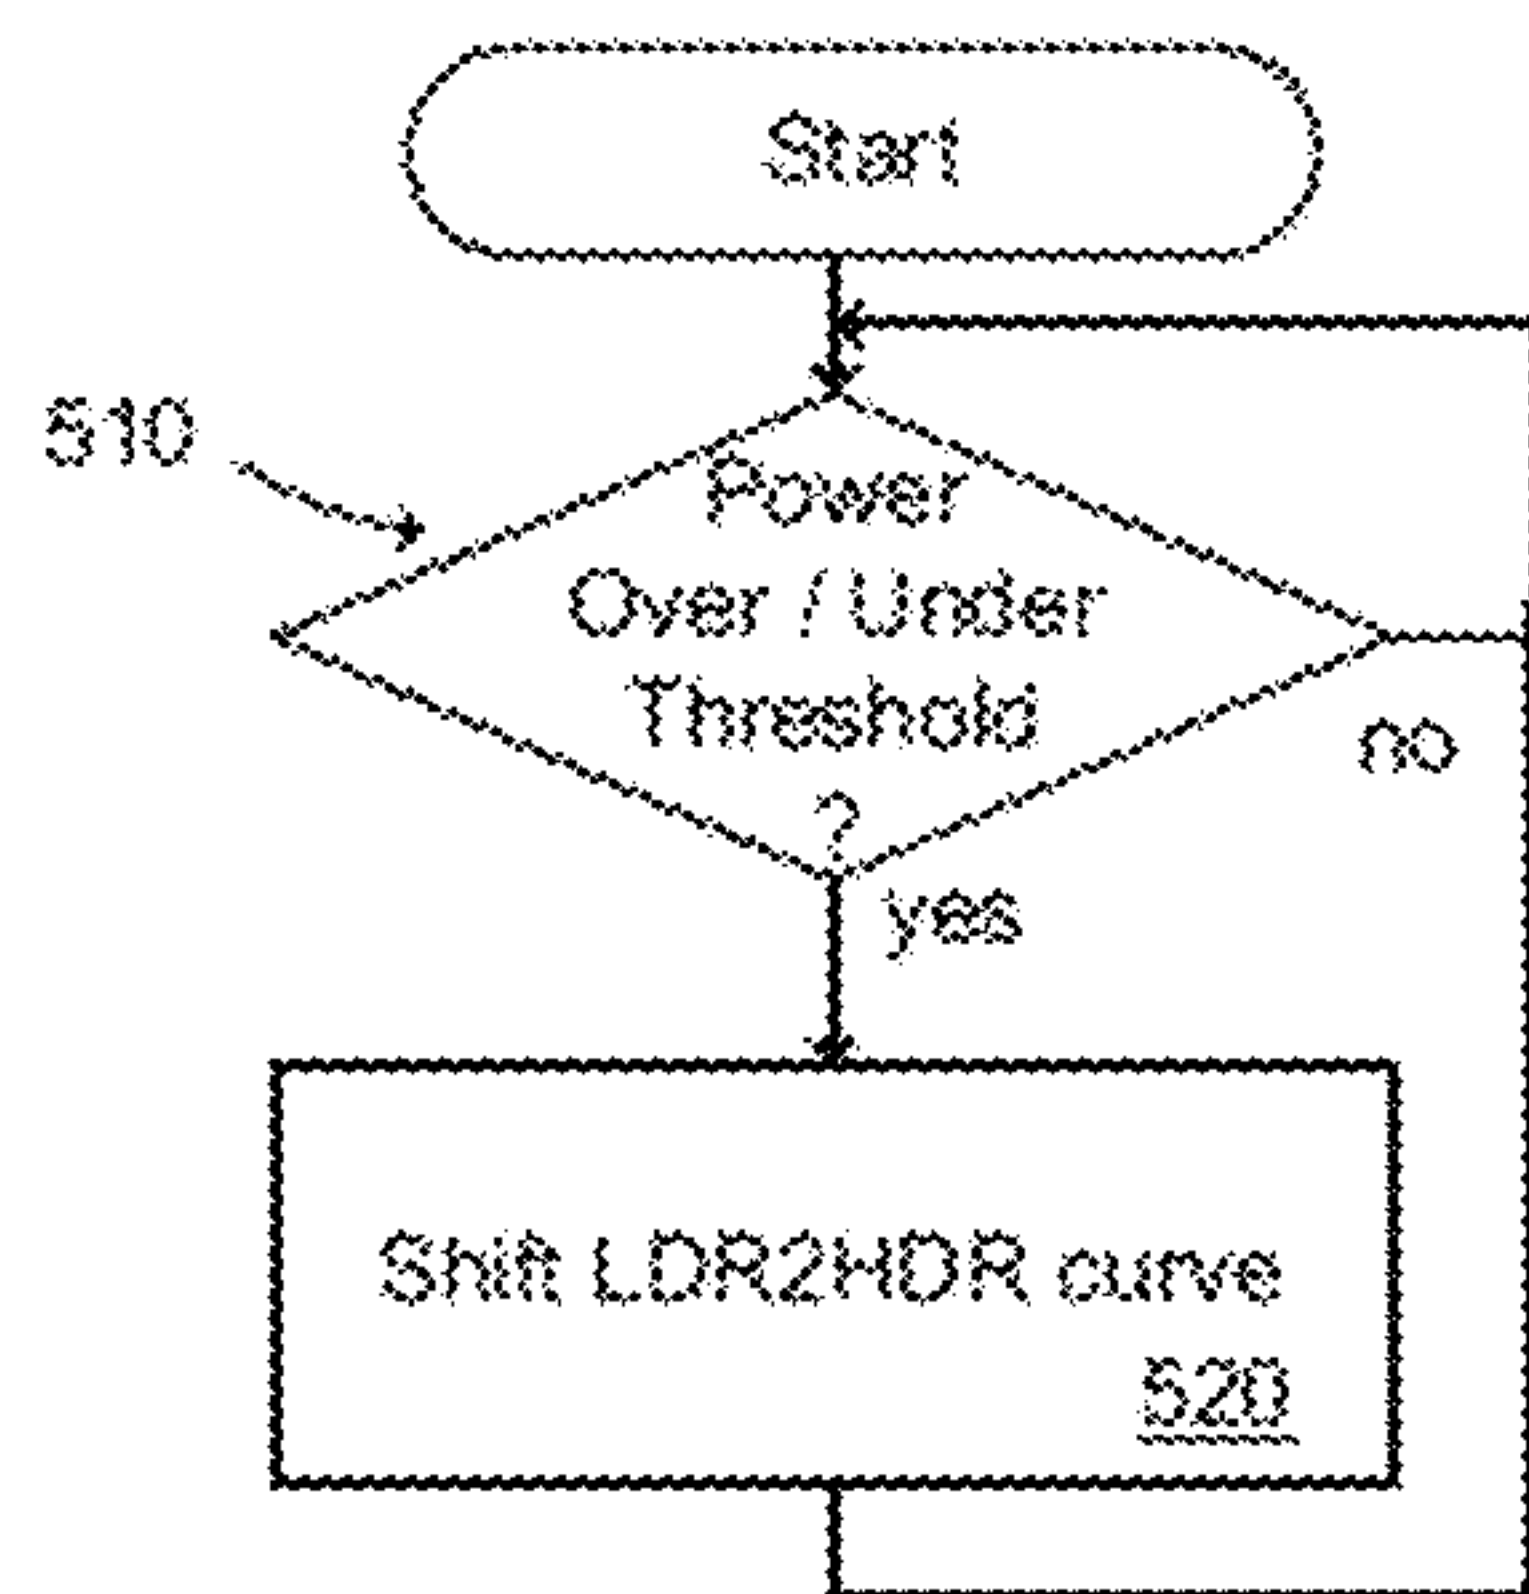 Start
510
Power
Over / Under
Threshold
?
no
yes
Shift LDR2HDR curve
520